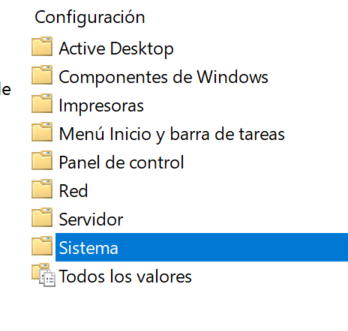 Configuración
Active Desktop
Componentes de Windows
Impresoras
Menú Inicio y barra de tareas
Panel de control
Red
Servidor
Sistema
Todos los valores